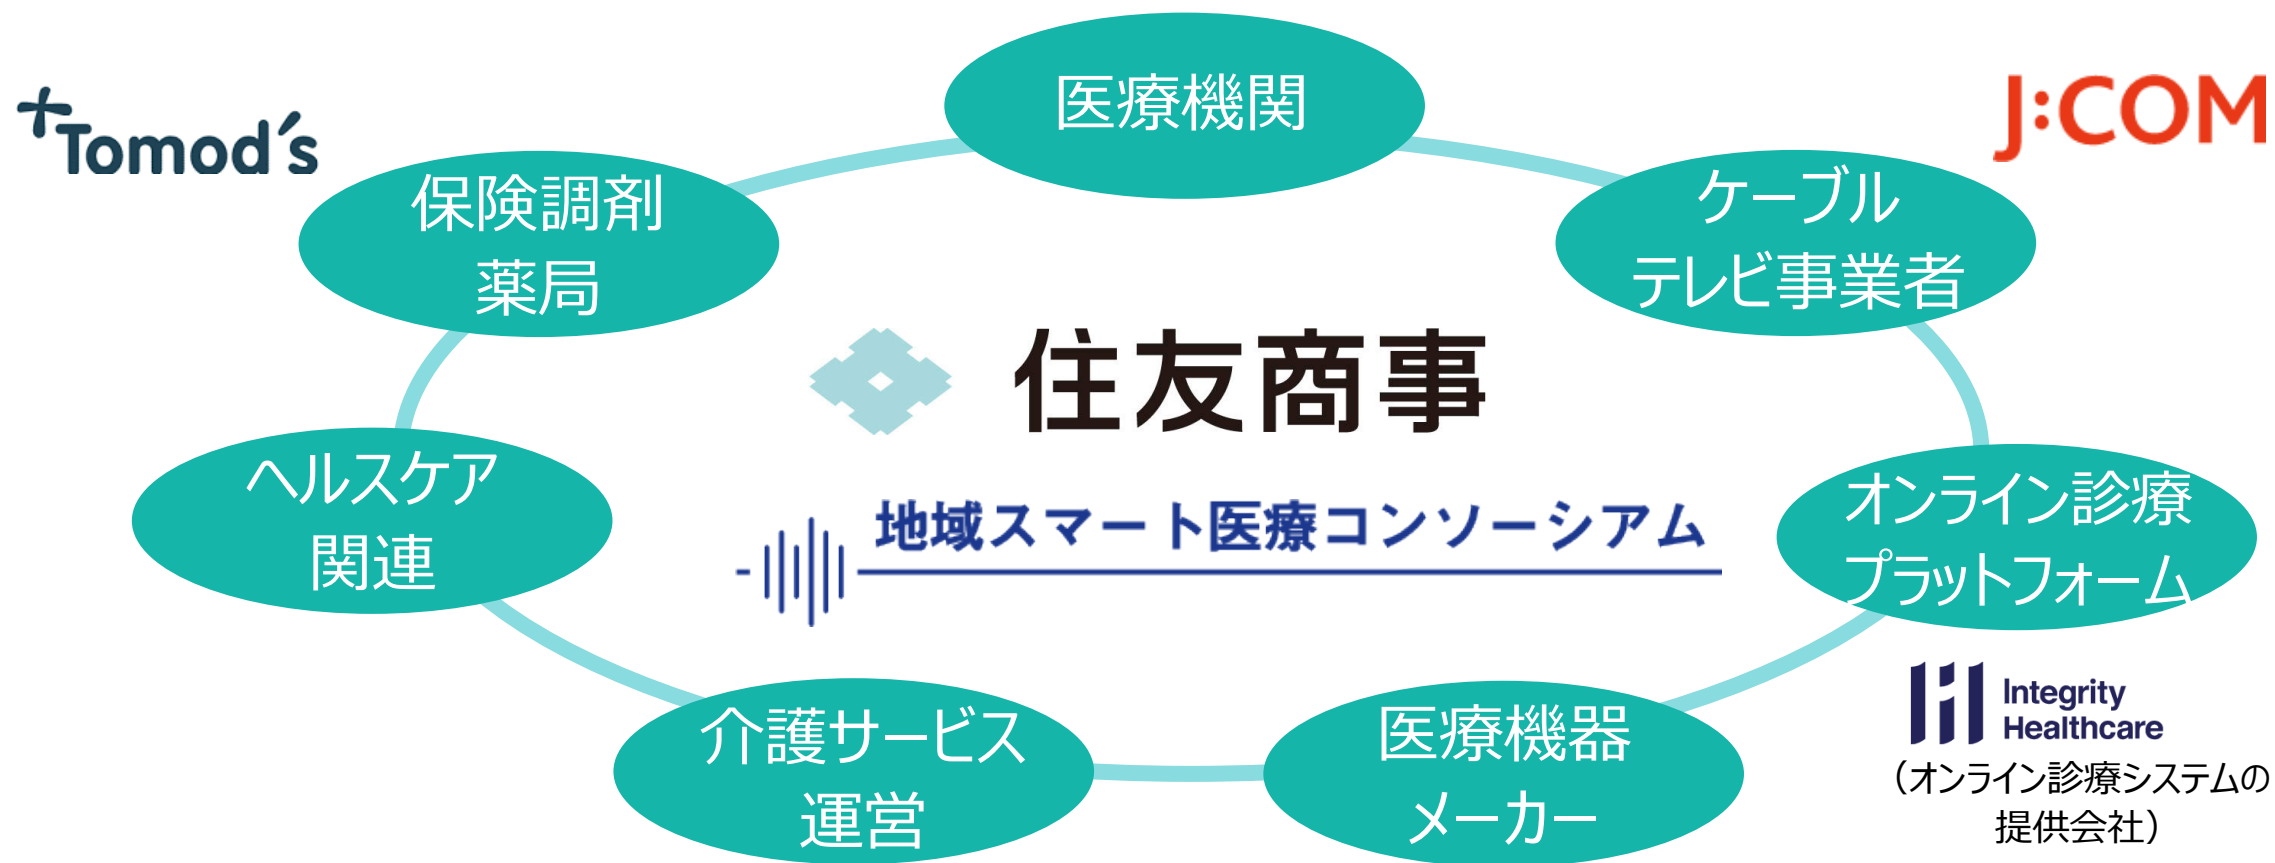 医療機関
Tomod's
J:COM
保険調剤
薬局
ケーブル
テレビ事業者
住友商事
地域スマート医療コンソーシアム
ヘルスケア
関連
オンライン診療
プラットフォーム
介護サービス
運営
医療機器
メーカー
Integrity
Healthcare
（オンライン診療システムの
提供会社）